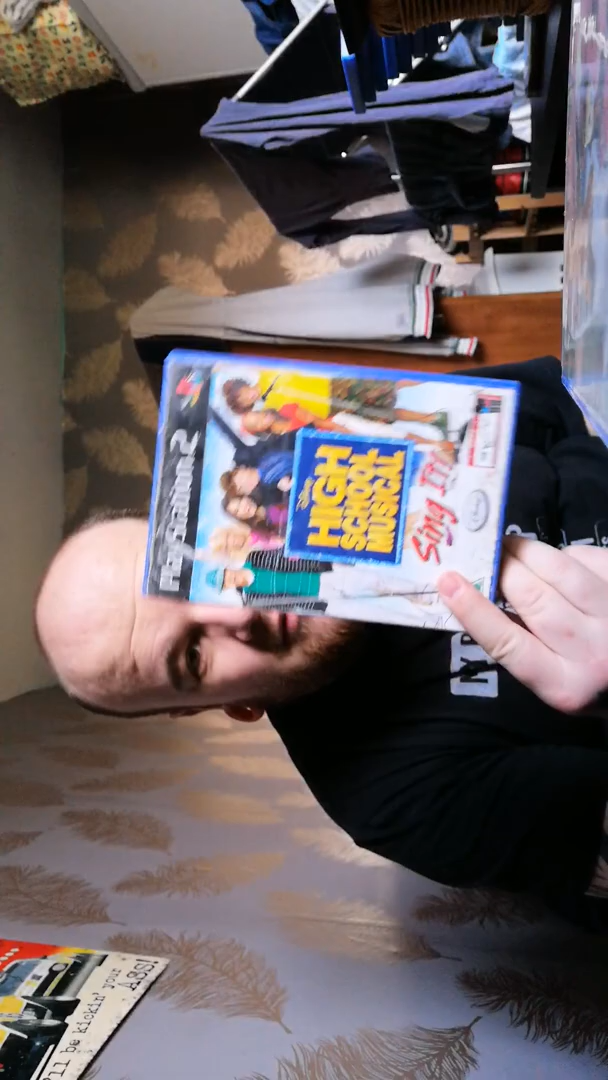 PlayStation 2
Disney
HIGH
SCHOOL
MUSICAL
Sing It!
'll be kickin' your
ASS!